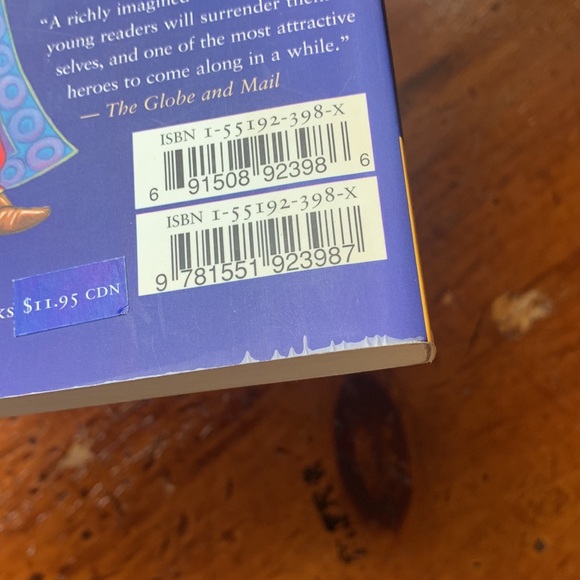 “A richly imagined
young readers will surrender them
selves, and one of the most attractive
heroes to come along in a while.”
— The Globe and Mail
ISBN 1-55192-398-X
6 91508 92398 6
ISBN 1-55192-398-X
9 781551 923987
KS $11.95 CDN